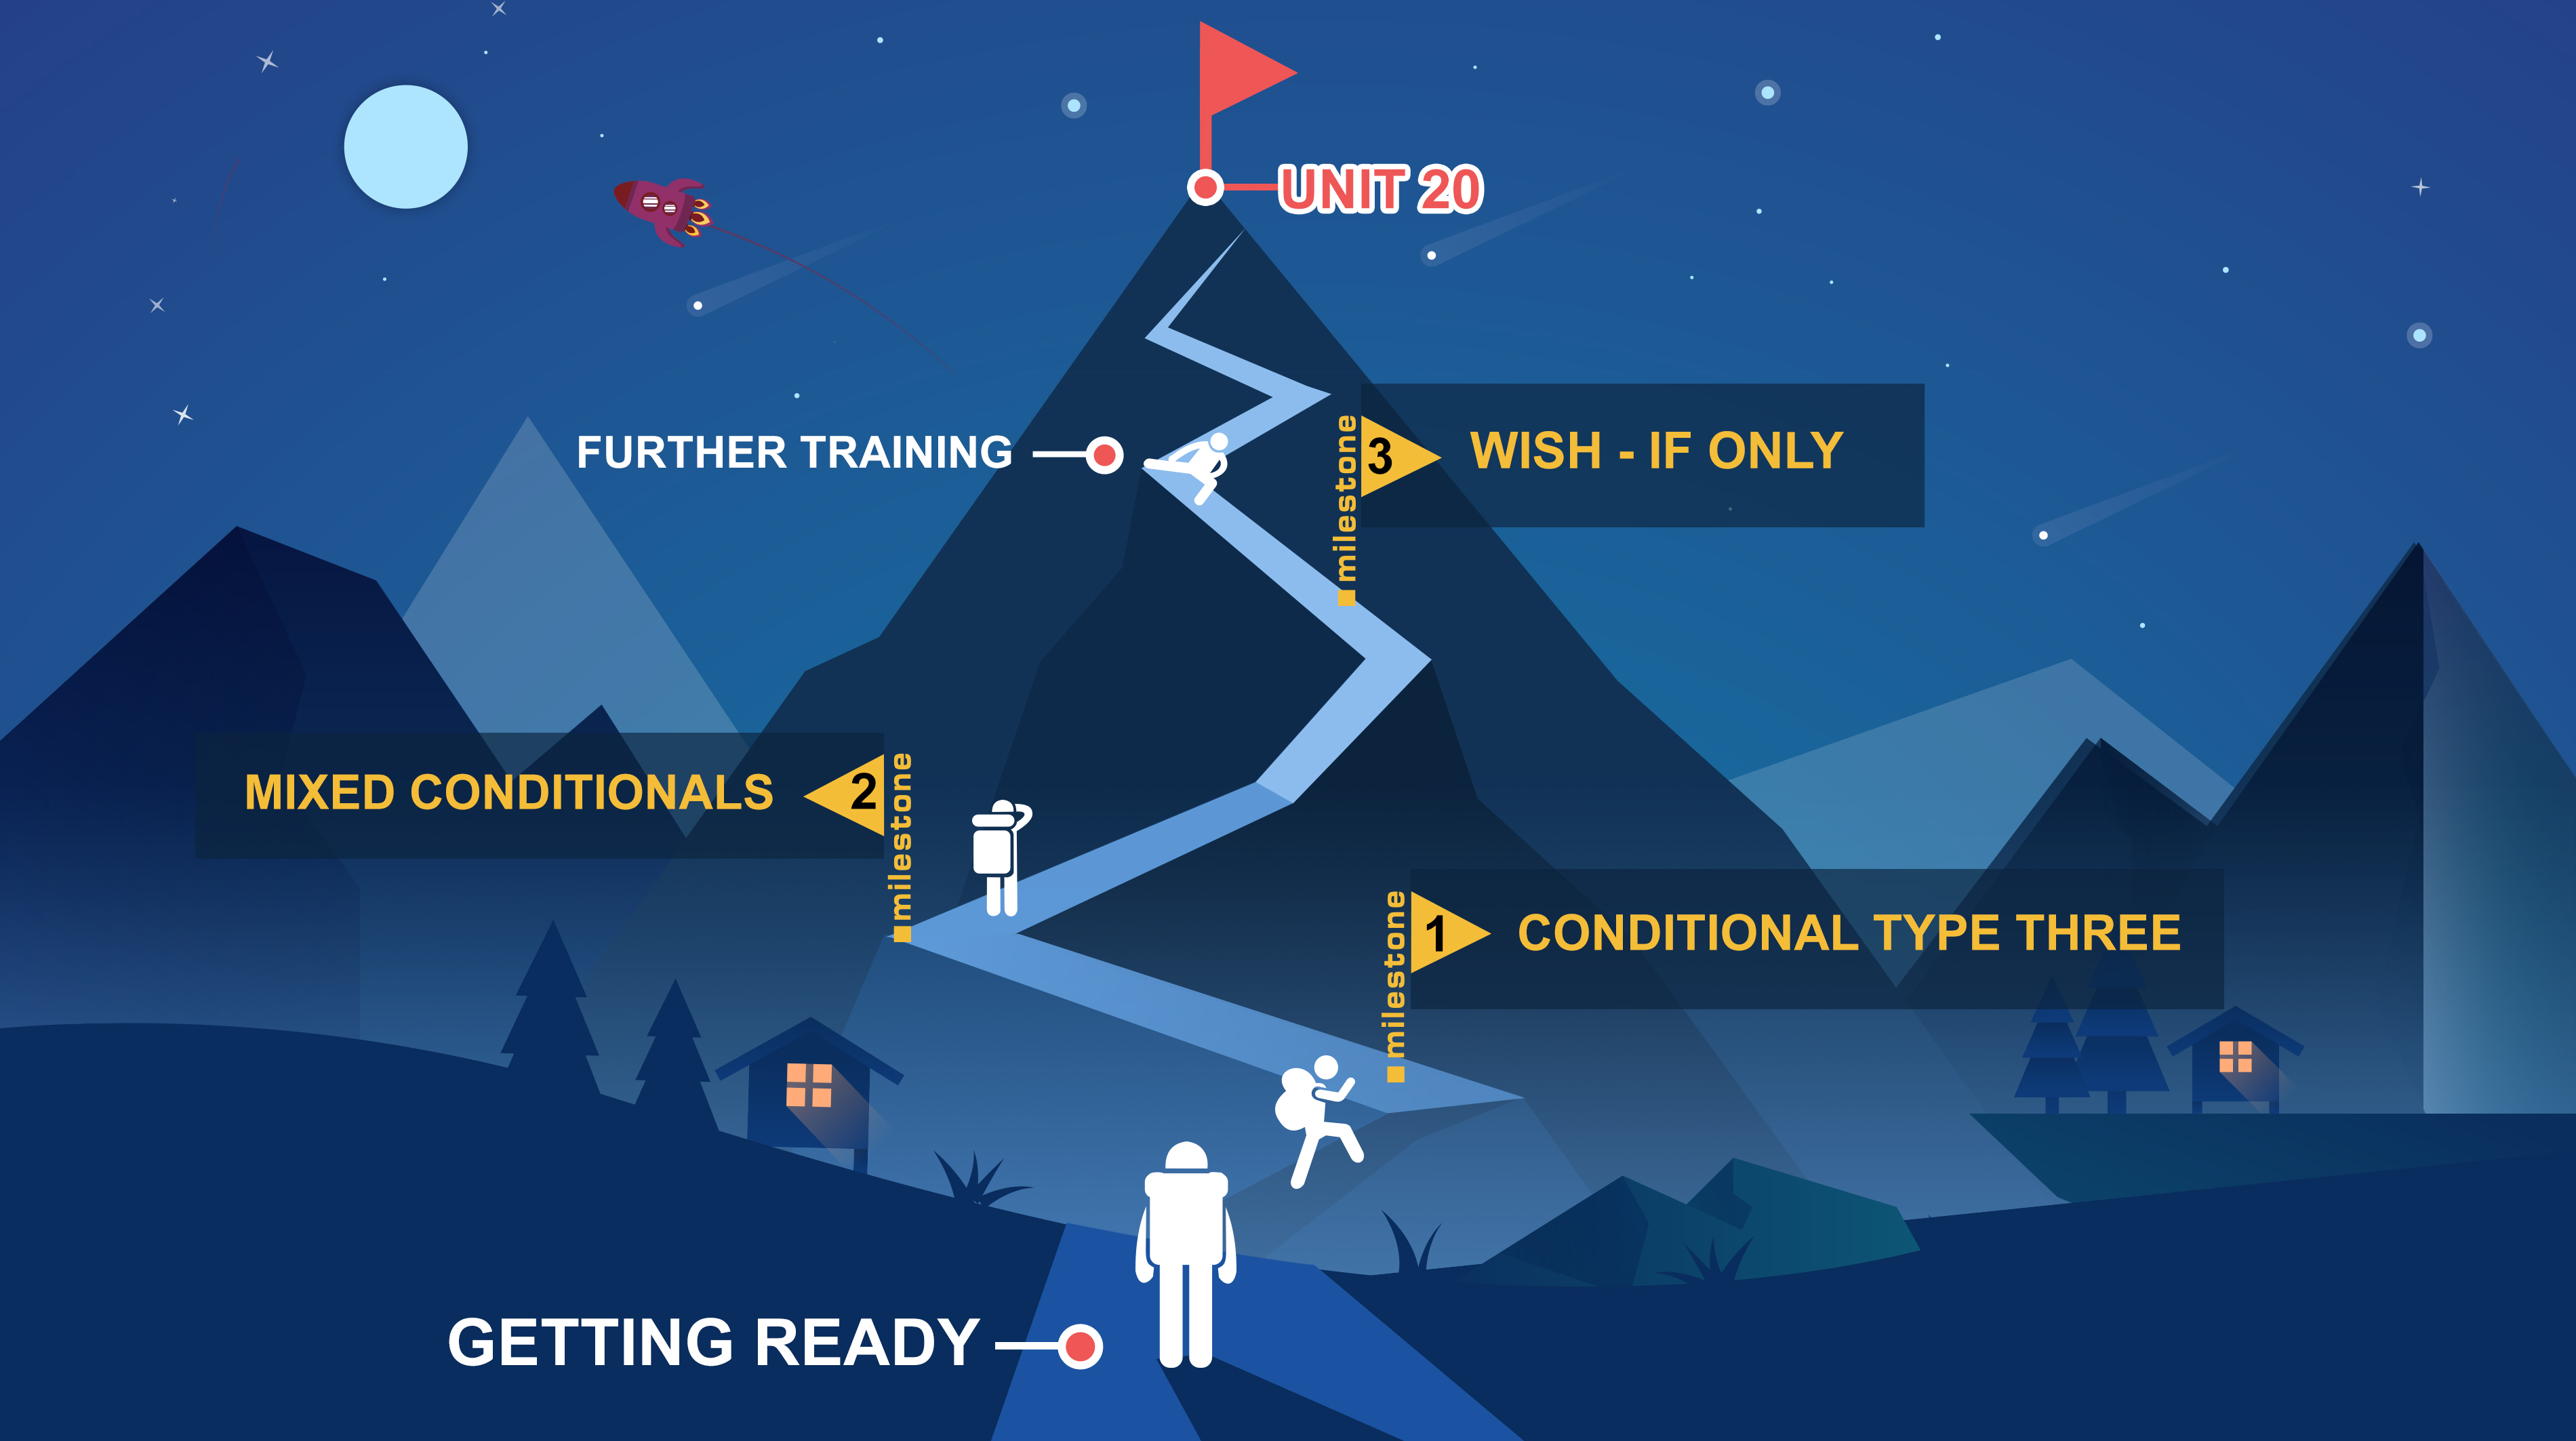 UNIT 20
FURTHER TRAINING
milestone
3
WISH - IF ONLY
MIXED CONDITIONALS
2
milestone
milestone
1
CONDITIONAL TYPE THREE
GETTING READY